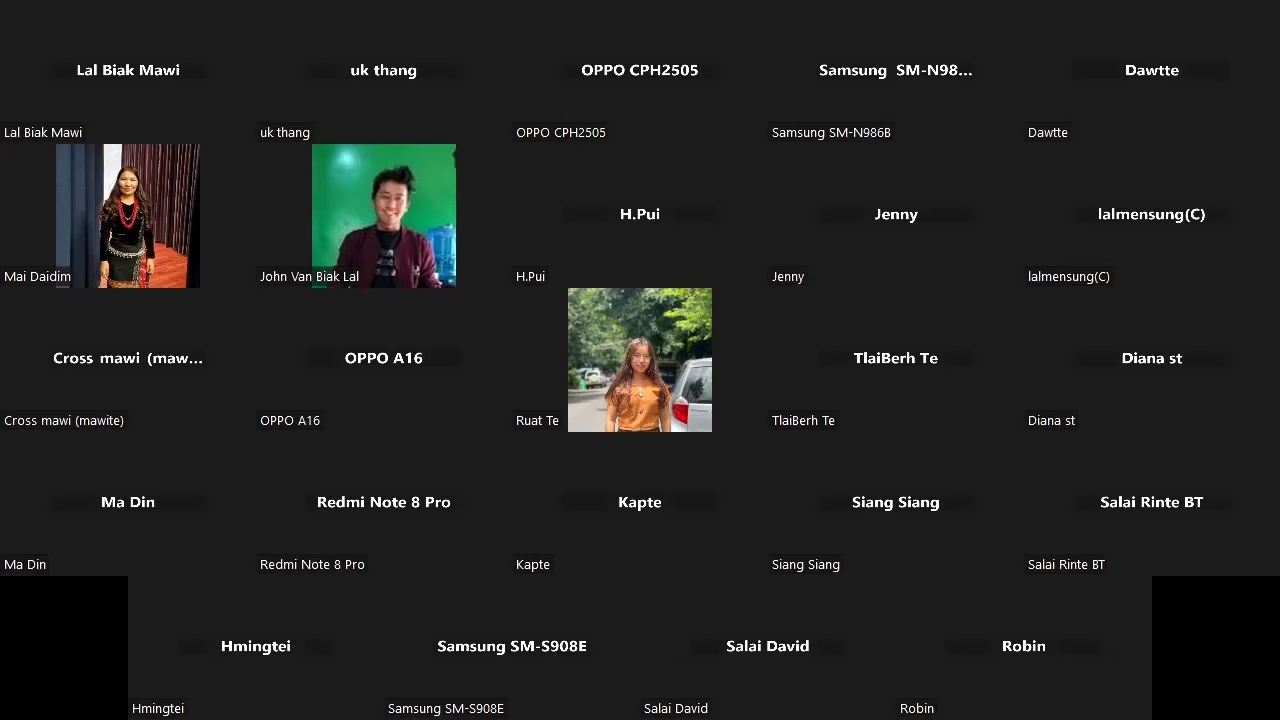 Lal Biak Mawi
uk thang
OPPO CPH2505
Samsung SM-N98...
Dawtte
Lal Biak Mawi
uk thang
OPPO CPH2505
Samsung SM-N986B
Dawtte
H.Pui
Jenny
lalmensung(C)
Mai Daidim
John Van Biak Lal
H.Pui
Jenny
lalmensung(C)
Cross mawi (maw...
OPPO A16
TlaiBerh Te
Diana st
Cross mawi (mawite)
OPPO A16
Ruat Te
TlaiBerh Te
Diana st
Ma Din
Redmi Note 8 Pro
Kapte
Siang Siang
Salai Rinte BT
Ma Din
Redmi Note 8 Pro
Kapte
Siang Siang
Salai Rinte BT
Hmingtei
Samsung SM-S908E
Salai David
Robin
Hmingtei
Samsung SM-S908E
Salai David
Robin